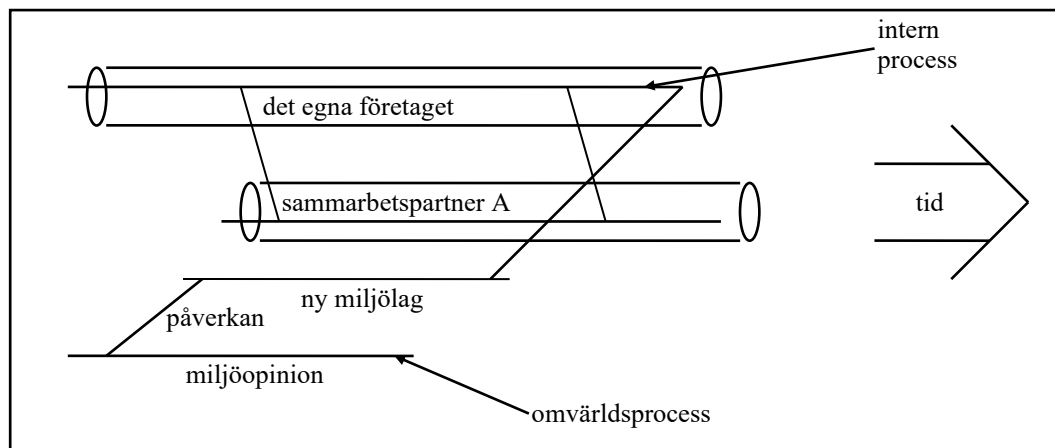 intern
process
det egna företaget
sammarbetspartner A
tid
ny miljölag
påverkan
miljöopinion
omvärldsprocess